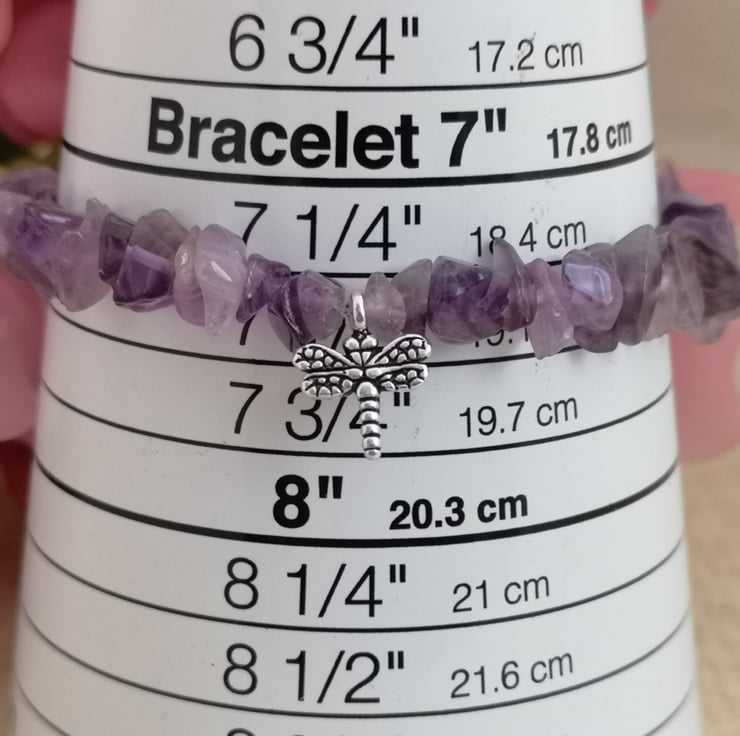 6 3/4" 17.2 cm
Bracelet 7" 17.8 cm
7 1/4" 18.4 cm
7
7 3/4" 19.7 cm
8" 20.3 cm
8 1/4" 21 cm
8 1/2" 21.6 cm